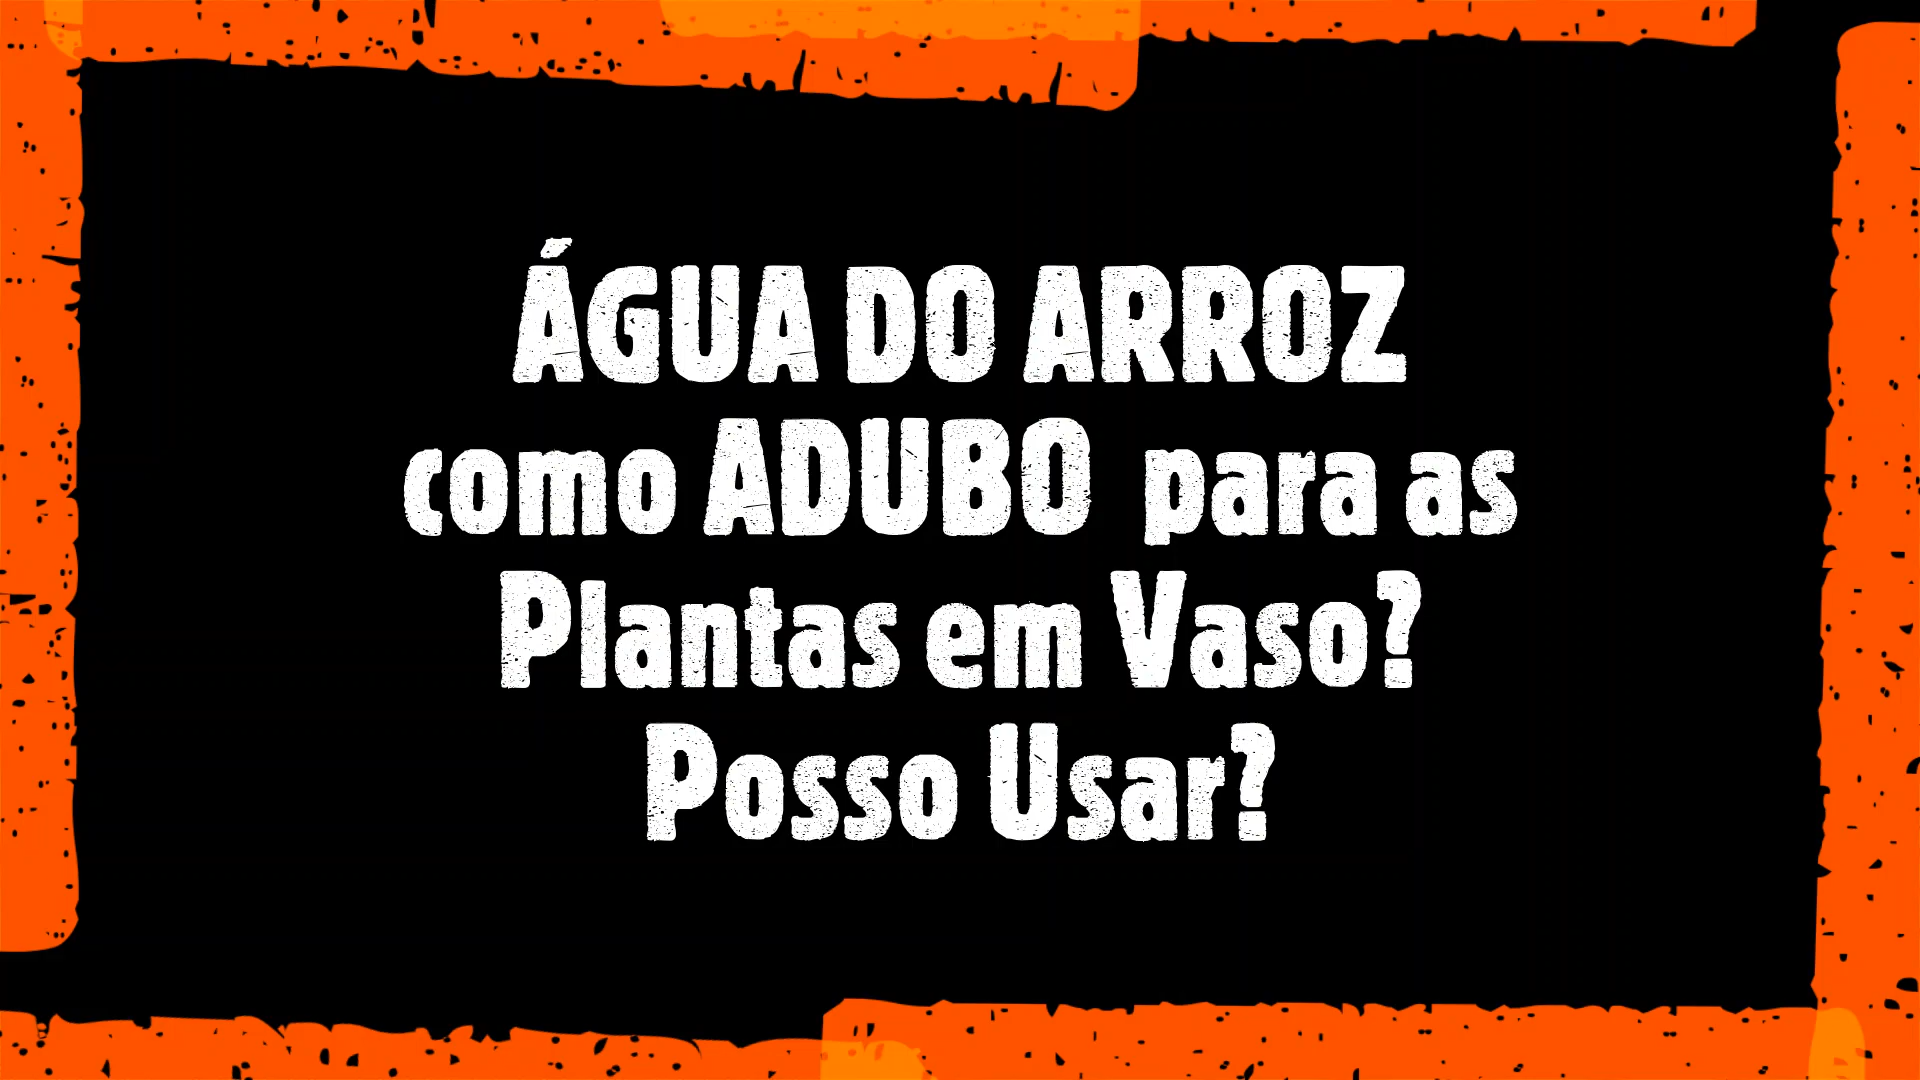 ÁGUA DO ARROZ
como ADUBO para as
Plantas em Vaso?
Posso Usar?